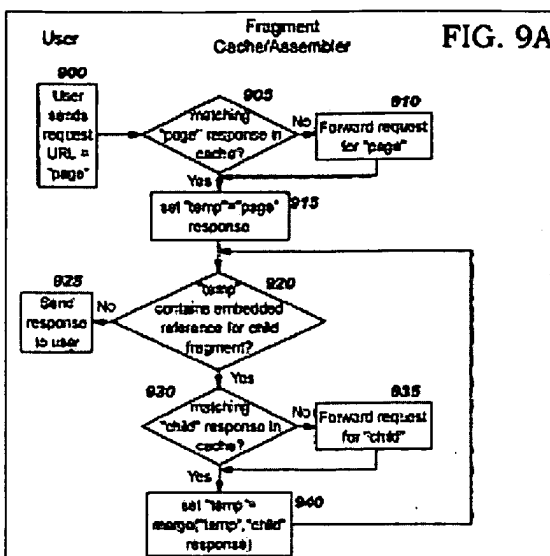 User
Fragment
Cache/Assembler
FIG. 9A
900
User
sends
request
URL =
"page"
905
matching
"page" response in
cache?
No
910
Forward request
for "page"
Yes
915
set "temp"="page"
response
920
"temp"
contains embedded
reference for child
fragment?
No
925
Send
response
to user
Yes
930
matching
"child" response in
cache?
No
935
Forward request
for "child"
Yes
940
set "temp"=
merge("temp","child"
response)